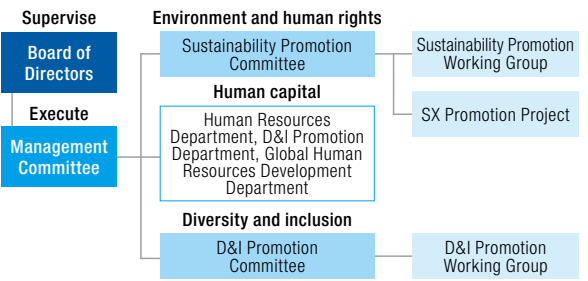 Supervise
Board of
Directors
Execute
Management
Committee
Environment and human rights
Sustainability Promotion
Committee
Sustainability Promotion
Working Group
SX Promotion Project
Human capital
Human Resources
Department, D&I Promotion
Department, Global Human
Resources Development
Department
Diversity and inclusion
D&I Promotion
Committee
D&I Promotion
Working Group